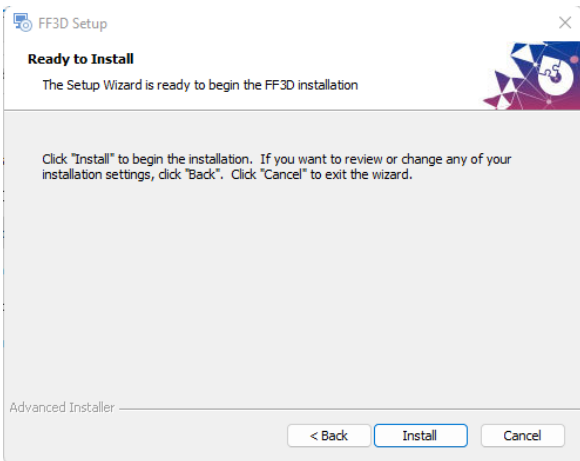 FF3D Setup
Ready to Install
The Setup Wizard is ready to begin the FF3D installation
Click "Install" to begin the installation.  If you want to review or change any of your
installation settings, click "Back".  Click "Cancel" to exit the wizard.
Advanced Installer
< Back Install Cancel